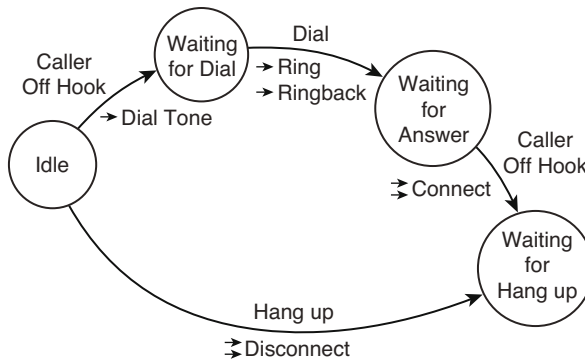 Waiting
for Dial
Dial
Caller
Off Hook
Ring
Ringback
Dial Tone
Waiting
for
Answer
Idle
Caller
Off Hook
Connect
Waiting
for
Hang up
Hang up
Disconnect